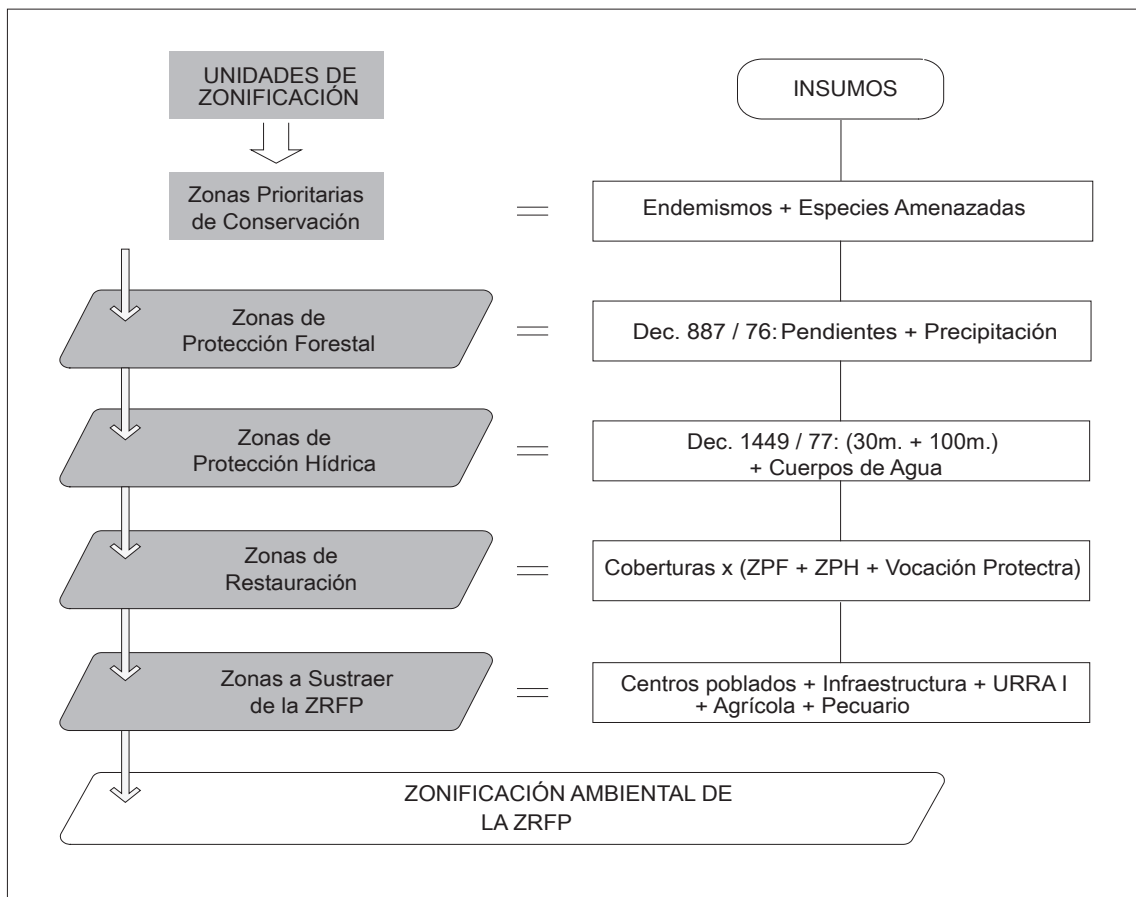 UNIDADES DE
ZONIFICACIÓN
INSUMOS
Zonas Prioritarias
de Conservación
=
Endemismos + Especies Amenazadas
Zonas de
Protección Forestal
=
Dec. 887 / 76: Pendientes + Precipitación
Zonas de
Protección Hídrica
=
Dec. 1449 / 77: (30m. + 100m.)
+ Cuerpos de Agua
Zonas de
Restauración
=
Coberturas x (ZPF + ZPH + Vocación Protectra)
Zonas a Sustraer
de la ZRFP
=
Centros poblados + Infraestructura + URRA I
+ Agrícola + Pecuario
ZONIFICACIÓN AMBIENTAL DE
LA ZRFP